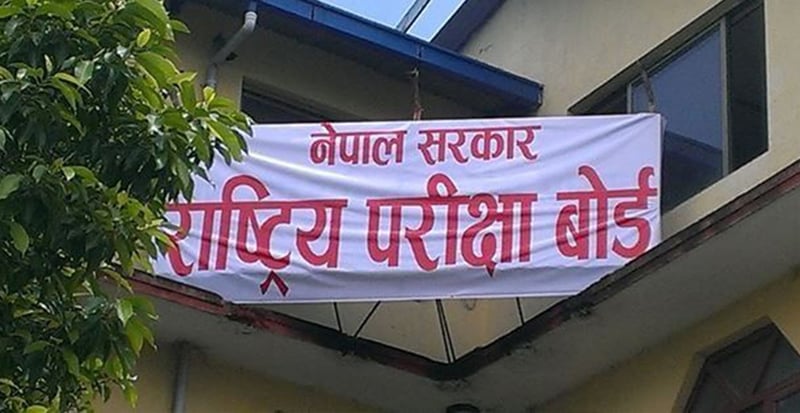 नेपाल सरकार
राष्ट्रिय परीक्षा बोर्ड